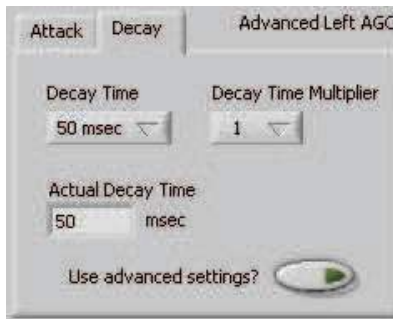 Attack Decay Advanced Left AGC
Decay Time Decay Time Multiplier
50 msec 1
Actual Decay Time
50 msec
Use advanced settings?